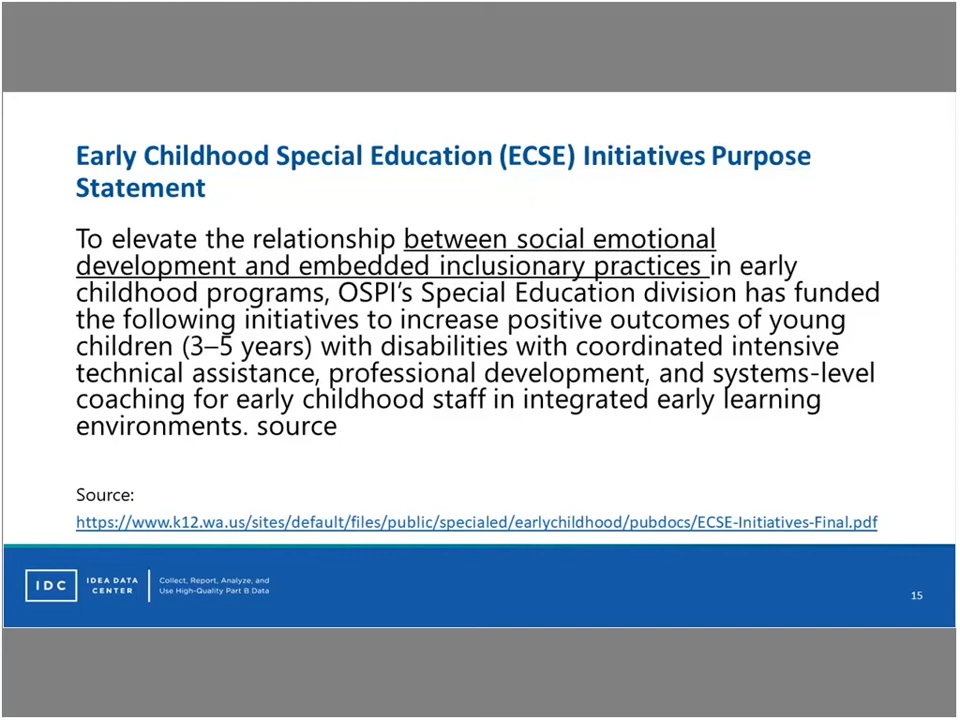 Early Childhood Special Education (ECSE) Initiatives Purpose
Statement
To elevate the relationship between social emotional
development and embedded inclusionary practices in early
childhood programs, OSPI's Special Education division has funded
the following initiatives to increase positive outcomes of young
children (3–5 years) with disabilities with coordinated intensive
technical assistance, professional development, and systems-level
coaching for early childhood staff in integrated early learning
environments. source
Source:
https://www.k12.wa.us/sites/default/files/public/specialed/earlychildhood/pubdocs/ECSE-Initiatives-Final.pdf
IDC
IDEA DATA
CENTER
Collect, Report, Analyze, and
Use High-Quality Part B Data
15